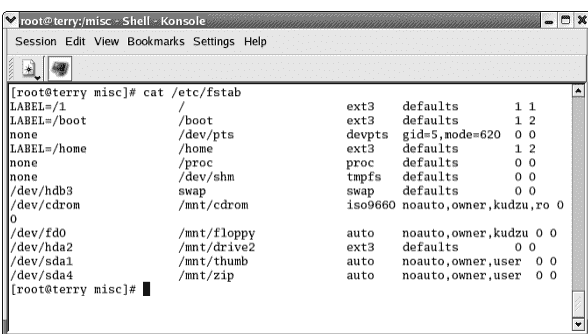 root@terry:/misc - Shell - Konsole
Session Edit View Bookmarks Settings Help
[root@terry misc]# cat /etc/fstab
LABEL=/1 / ext3 defaults 1 1
LABEL=/boot /boot ext3 defaults 1 2
none /dev/pts devpts gid=5,mode=620 0 0
LABEL=/home /home ext3 defaults 1 2
none /proc proc defaults 0 0
none /dev/shm tmpfs defaults 0 0
/dev/hdb3 swap swap defaults 0 0
/dev/cdrom /mnt/cdrom iso9660 noauto,owner,kudzu,ro 0
0
/dev/fd0 /mnt/floppy auto noauto,owner,kudzu 0 0
/dev/hda2 /mnt/drive2 ext3 defaults 0 0
/dev/sda1 /mnt/thumb auto noauto,owner,user 0 0
/dev/sda4 /mnt/zip auto noauto,owner,user 0 0
[root@terry misc]#